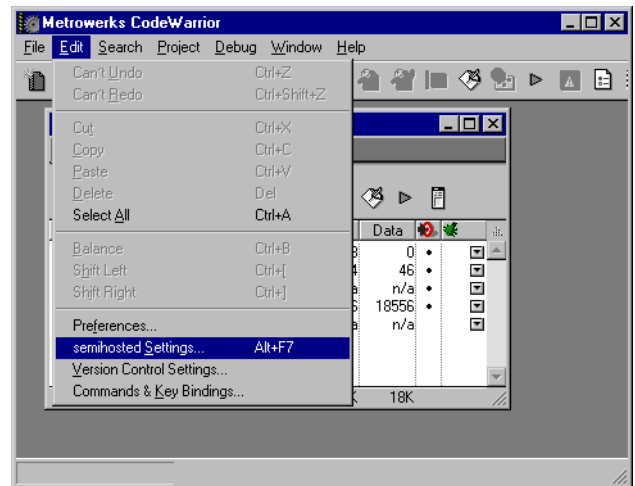 Metrowerks CodeWarrior
File Edit Search Project Debug Window Help
Can't Undo Ctrl+Z
Can't Redo Ctrl+Shift+Z
Cut Ctrl+X
Copy Ctrl+C
Paste Ctrl+V
Delete Del
Select All Ctrl+A
Balance Ctrl+B
Shift Left Ctrl+[
Shift Right Ctrl+]
Preferences...
semihosted Settings... Alt+F7
Version Control Settings...
Commands & Key Bindings...
Data
0
46
n/a
18556
n/a
18K